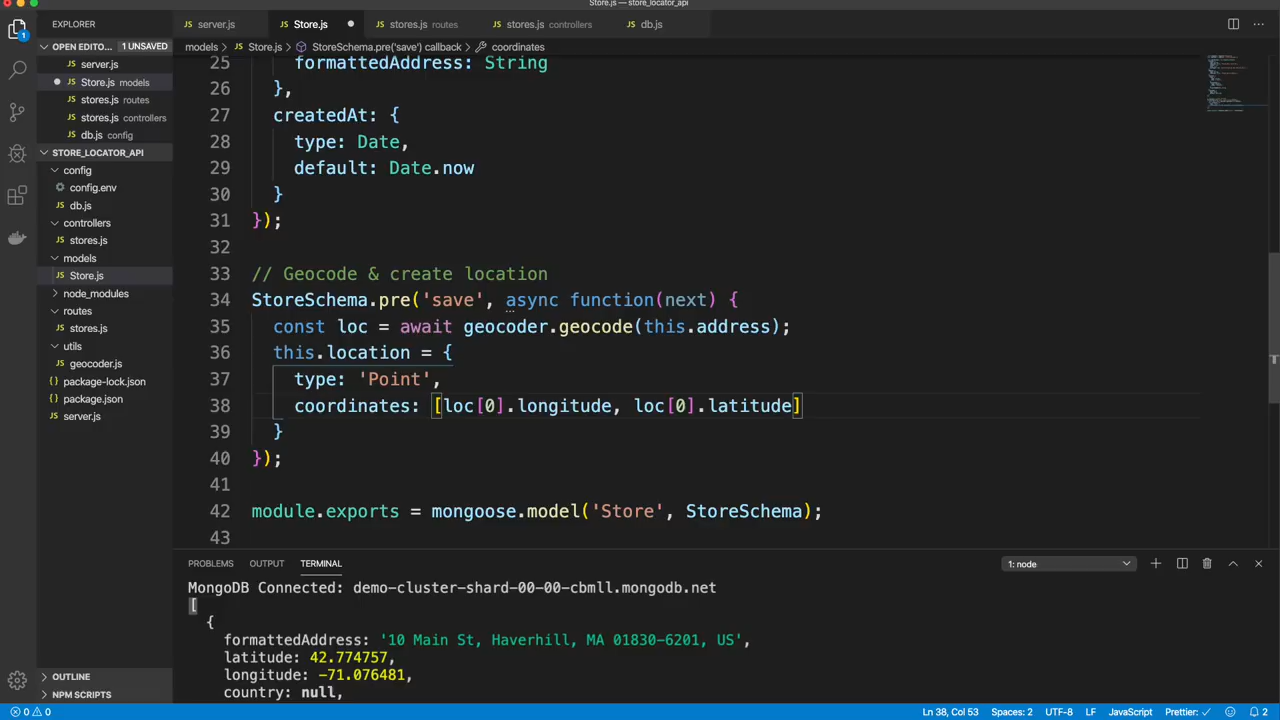 Store.js — store_locator_api
EXPLORER
server.js
Store.js
stores.js routes
stores.js controllers
db.js
OPEN EDITO... 1 UNSAVED
models > Store.js > StoreSchema.pre('save') callback > coordinates
server.js
Store.js models
stores.js routes
stores.js controllers
db.js config
STORE_LOCATOR_API
config
config.env
db.js
controllers
stores.js
models
Store.js
node_modules
routes
stores.js
utils
geocoder.js
package-lock.json
package.json
server.js
OUTLINE
NPM SCRIPTS
25 formattedAddress: String
26 },
27 createdAt: {
28 type: Date,
29 default: Date.now
30 }
31 });
32
33 // Geocode & create location
34 StoreSchema.pre('save', async function(next) {
35 const loc = await geocoder.geocode(this.address);
36 this.location = {
37 type: 'Point',
38 coordinates: [loc[0].longitude, loc[0].latitude]
39 }
40 });
41
42 module.exports = mongoose.model('Store', StoreSchema);
43
PROBLEMS OUTPUT TERMINAL 1: node
MongoDB Connected: demo-cluster-shard-00-00-cbmll.mongodb.net
[
{
formattedAddress: '10 Main St, Haverhill, MA 01830-6201, US',
latitude: 42.774757,
longitude: -71.076481,
country: null,
0 0 Ln 38, Col 53 Spaces: 2 UTF-8 LF JavaScript Prettier: ✓ 2